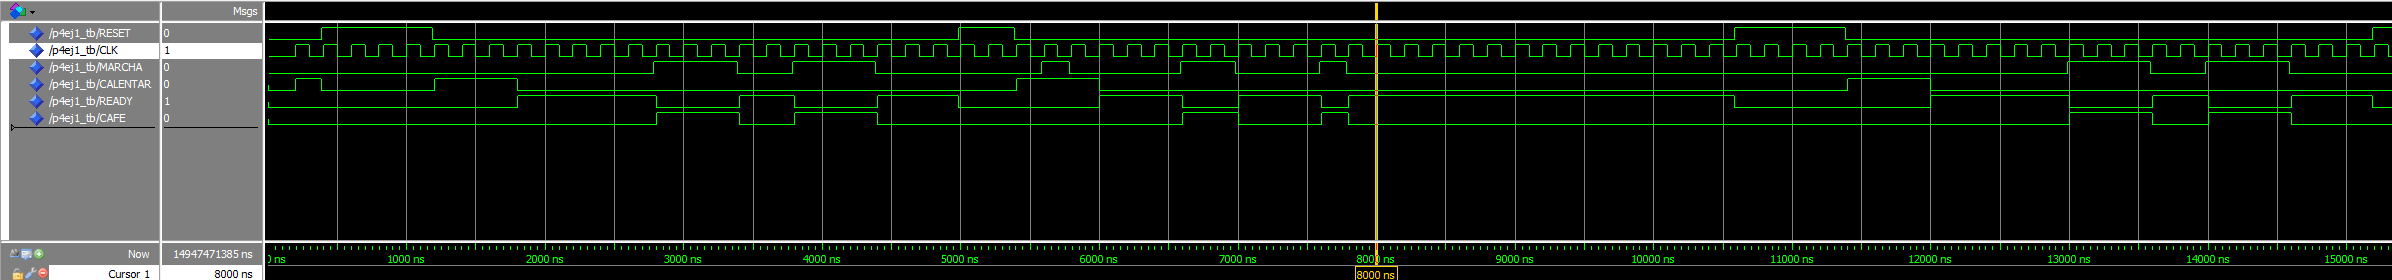 Msgs
/p4ej1_tb/RESET 0
/p4ej1_tb/CLK 1
/p4ej1_tb/MARCHA 0
/p4ej1_tb/CALENTAR 0
/p4ej1_tb/READY 1
/p4ej1_tb/CAFE 0
Now 14947471385 ns ns 1000 ns 2000 ns 3000 ns 4000 ns 5000 ns 6000 ns 7000 ns 8000 ns 9000 ns 10000 ns 11000 ns 12000 ns 13000 ns 14000 ns 15000 ns
Cursor 1 8000 ns 8000 ns